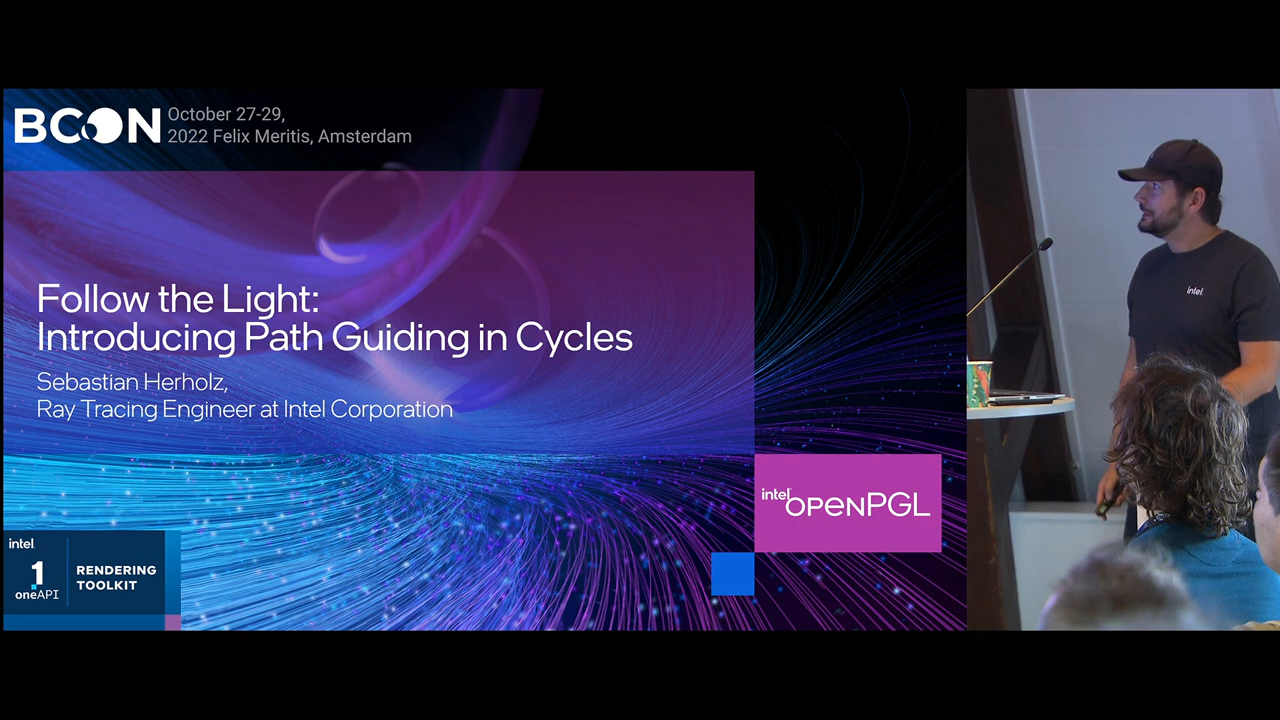 BCON
October 27-29,
2022 Felix Meritis, Amsterdam
Follow the Light:
Introducing Path Guiding in Cycles
Sebastian Herholz,
Ray Tracing Engineer at Intel Corporation
intel
OPENPGL
intel
1
oneAPI
RENDERING
TOOLKIT
intel